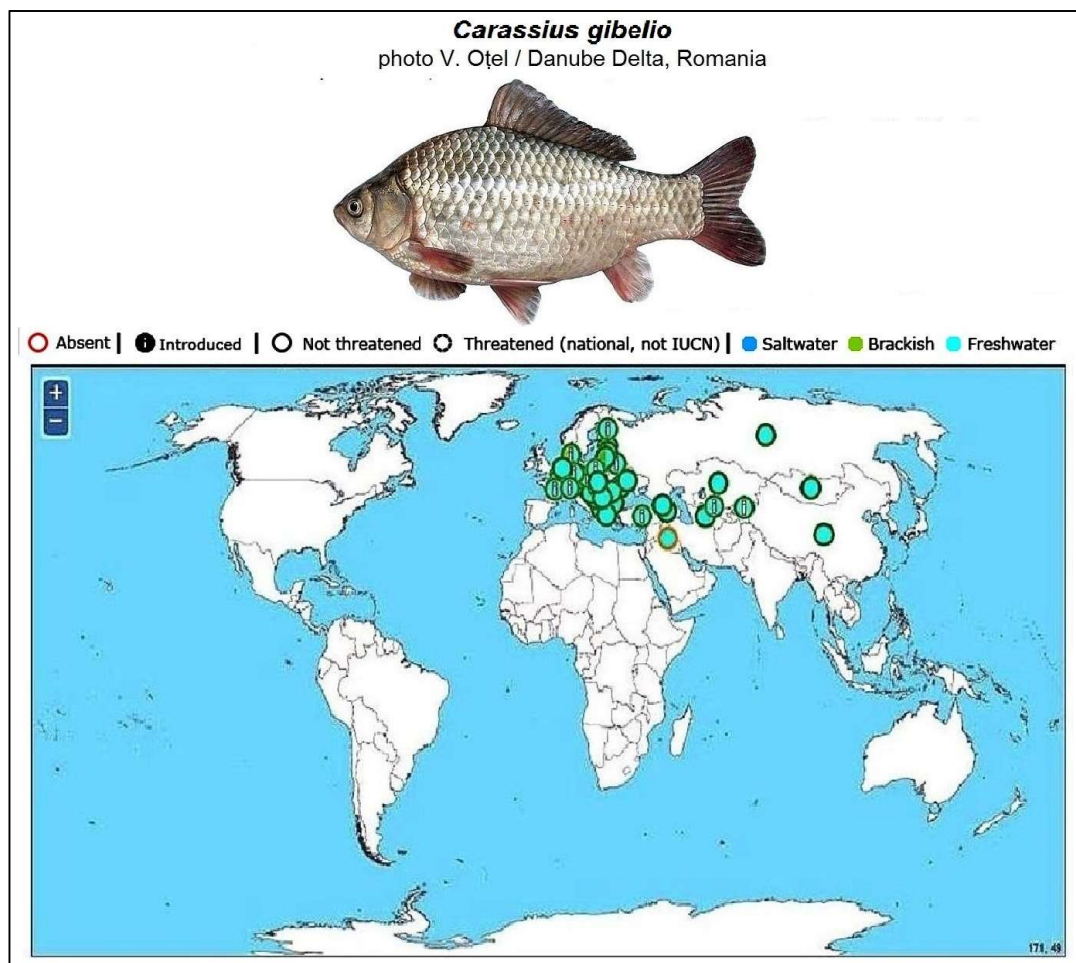 Carassius gibelio
photo V. Oțel / Danube Delta, Romania
Absent | i Introduced | Not threatened Threatened (national, not IUCN) | Saltwater Brackish Freshwater
+
−
178, 49